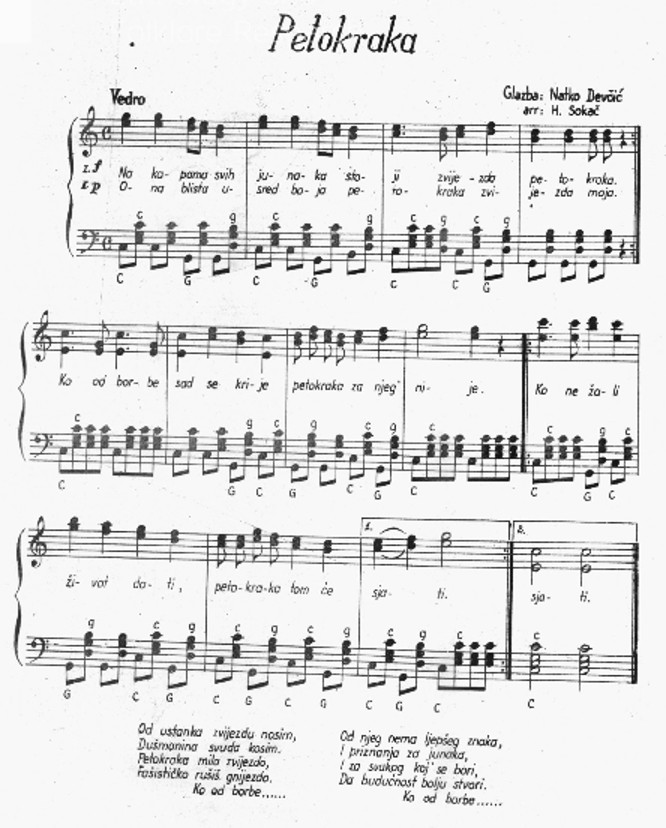 Petokraka
Vedro
Glazba: Natko Devčić
arr: H. Sokač
z.f Na ka- pama svih ju- na- ka što- ji zvije- zda pe- to- kraka.
z.p O- na blista u- sred bo- ja pe- to- kraka zvi- je- zda moja.
c g c g c g c g
C G C G C C G
Ko od bor- be sad se kri- je petokraka za njeg' ni- je. Ko ne ža- li
c c g c g c g c c g c
C G C G C G C C G C
1. 2.
ži- vot da- ti, peto-kra-ka tom će sja- ti. sja- ti.
g c g c g c g c g c c
G C G C G C G C G C C
Od ustanka zvijezdu nosim,
Dušmanina svuda kosim.
Petokraka mila zvijezdo,
Fašističko rušiš gnijezdo.
Ko od borbe......
Od njeg nema ljepšeg znaka,
I priznanja za junaka,
I za svakog koj' se bori,
Da budućnost bolju stvori.
Ko od borbe......